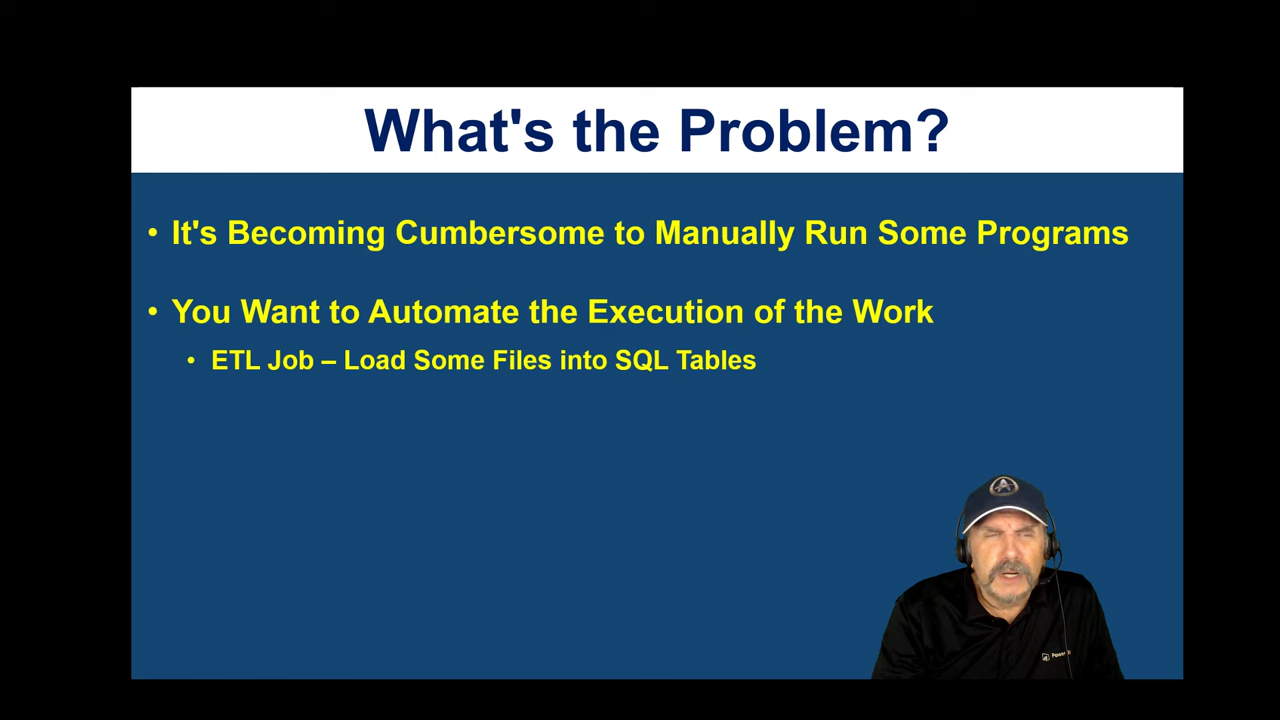 What's the Problem?
• It's Becoming Cumbersome to Manually Run Some Programs
• You Want to Automate the Execution of the Work
• ETL Job – Load Some Files into SQL Tables